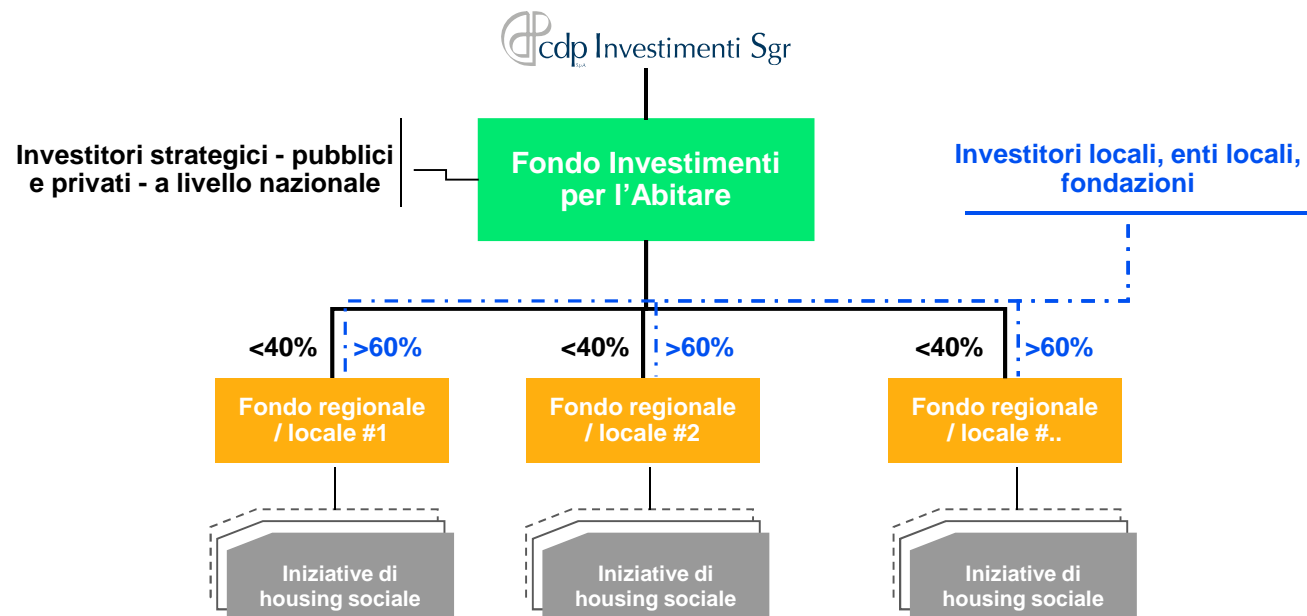 cdp Investimenti Sgr
S.p.A.
Investitori strategici - pubblici
e privati - a livello nazionale
Fondo Investimenti
per l’Abitare
Investitori locali, enti locali,
fondazioni
<40% >60% <40% >60% <40% >60%
Fondo regionale
/ locale #1
Fondo regionale
/ locale #2
Fondo regionale
/ locale #..
Iniziative di
housing sociale
Iniziative di
housing sociale
Iniziative di
housing sociale